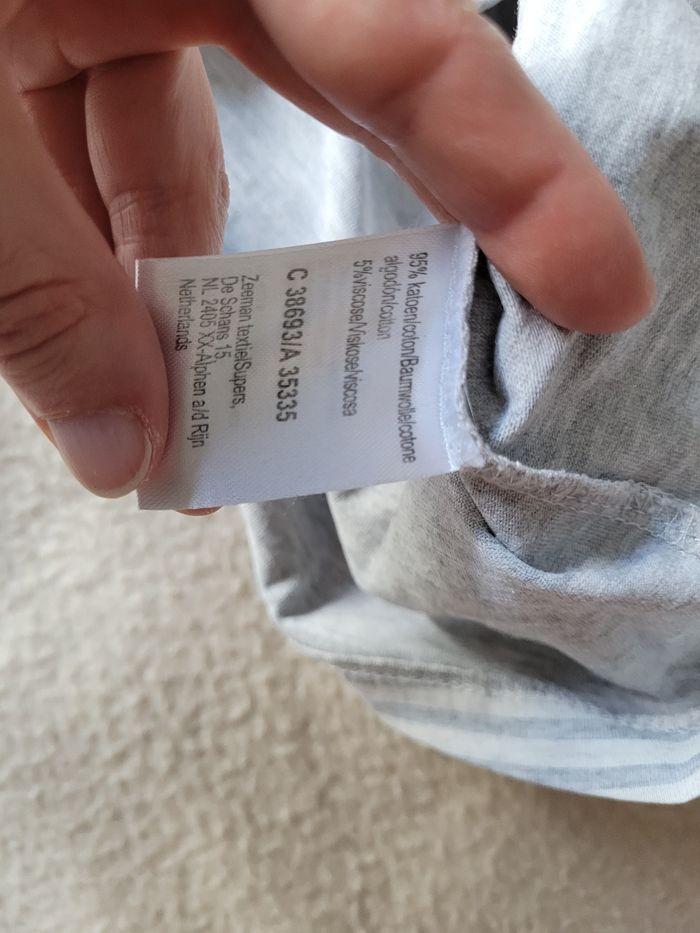 95% katoen/coton/Baumwolle/cotone
algodón/cotton
5%viscose/Viskose/viscosa
C 38693/A 35335
Zeeman textielSupers,
De Schans 15,
NL 2405 XX-Alphen a/d Rijn
Netherlands